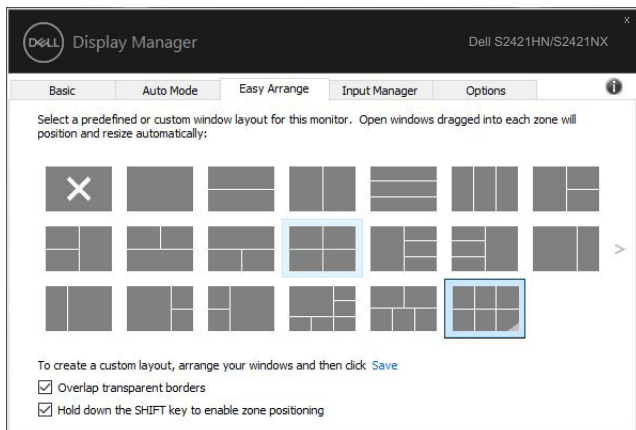 DELL Display Manager
Dell S2421HN/S2421NX
x
Basic Auto Mode Easy Arrange Input Manager Options
Select a predefined or custom window layout for this monitor. Open windows dragged into each zone will
position and resize automatically:
To create a custom layout, arrange your windows and then click Save
Overlap transparent borders
Hold down the SHIFT key to enable zone positioning